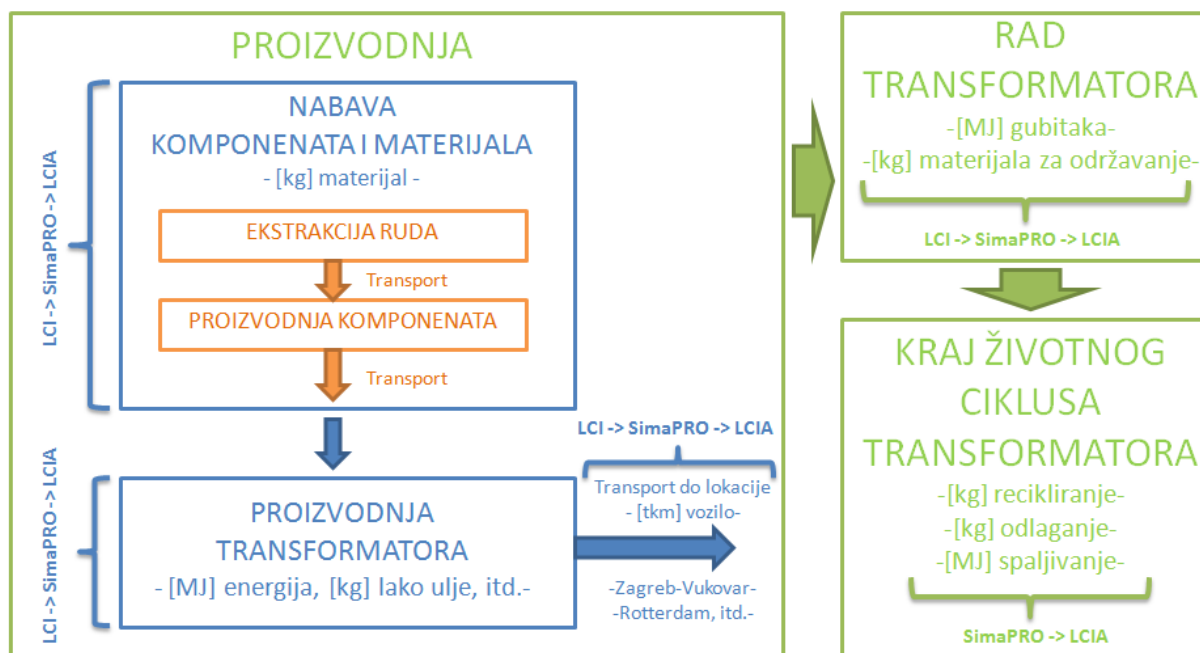 PROIZVODNJA
NABAVA
KOMPONENATA I MATERIJALA
- [kg] materijal -
EKSTRAKCIJA RUDA
Transport
PROIZVODNJA KOMPONENATA
Transport
LCI -> SimaPRO -> LCIA
PROIZVODNJA
TRANSFORMATORA
- [MJ] energija, [kg] lako ulje, itd.-
LCI -> SimaPRO -> LCIA
LCI -> SimaPRO -> LCIA
Transport do lokacije
- [tkm] vozilo-
-Zagreb-Vukovar-
-Rotterdam, itd.-
RAD
TRANSFORMATORA
-[MJ] gubitaka-
-[kg] materijala za održavanje-
LCI -> SimaPRO -> LCIA
KRAJ ŽIVOTNOG
CIKLUSA
TRANSFORMATORA
-[kg] recikliranje-
-[kg] odlaganje-
-[MJ] spaljivanje-
SimaPRO -> LCIA